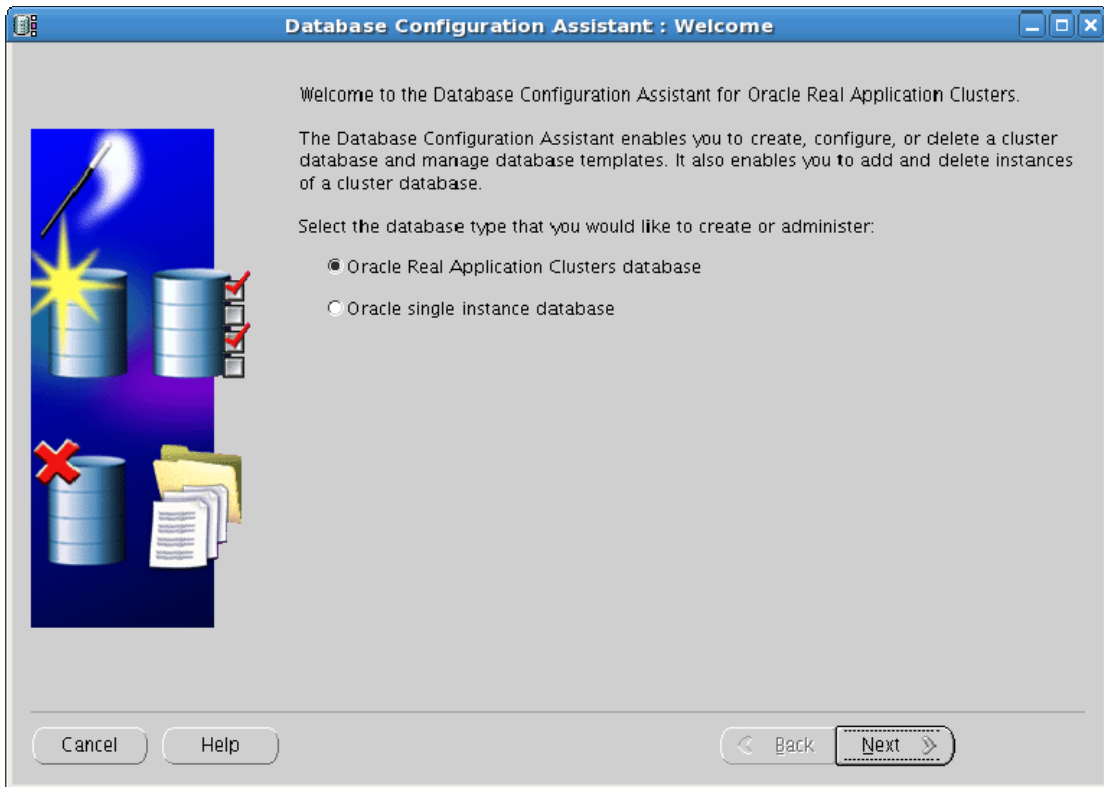 Database Configuration Assistant : Welcome
Welcome to the Database Configuration Assistant for Oracle Real Application Clusters.
The Database Configuration Assistant enables you to create, configure, or delete a cluster
database and manage database templates. It also enables you to add and delete instances
of a cluster database.
Select the database type that you would like to create or administer:
Oracle Real Application Clusters database
Oracle single instance database
Cancel
Help
Back
Next